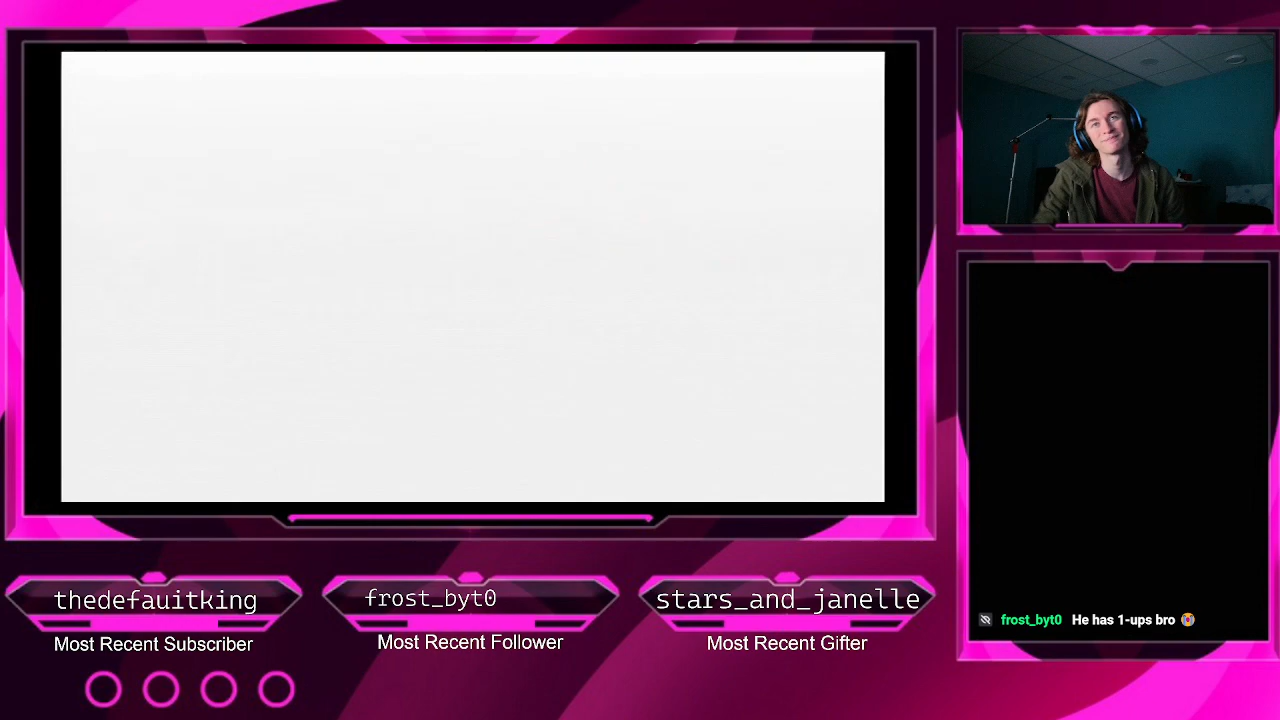 frost_byt0 He has 1-ups bro
thedefauitking
frost_byt0
stars_and_janelle
Most Recent Subscriber
Most Recent Follower
Most Recent Gifter